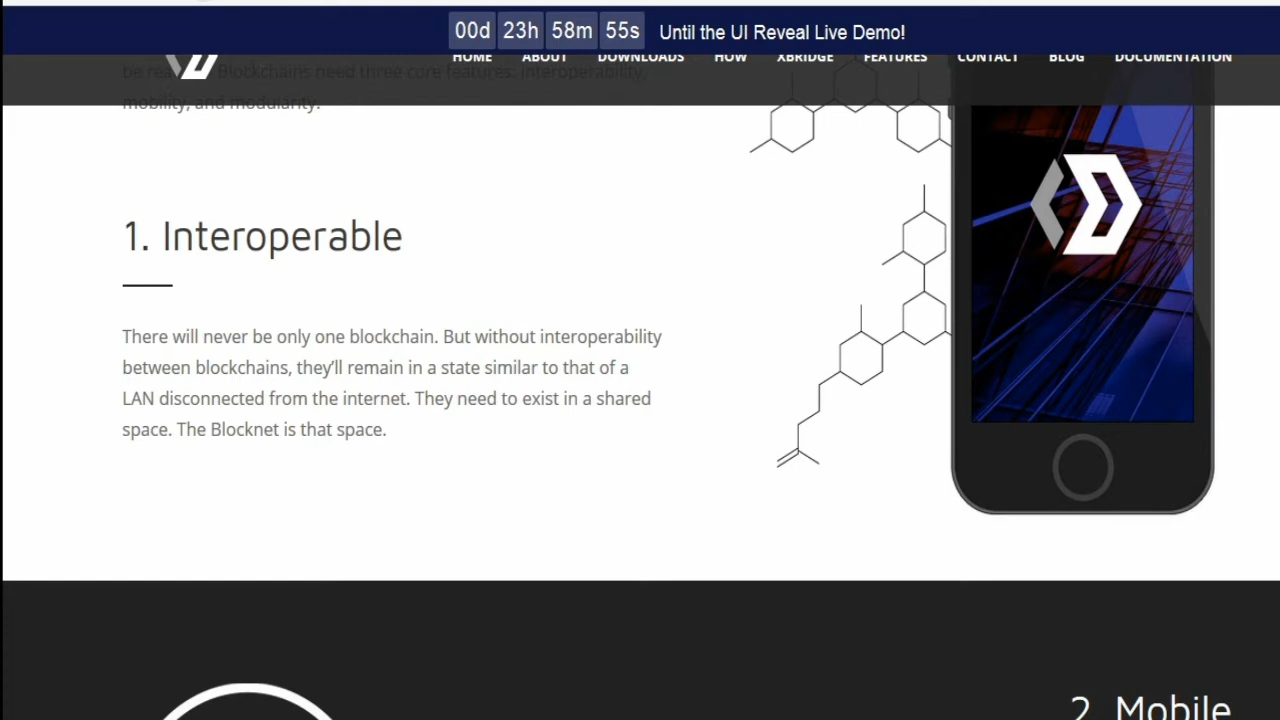 00d 23h 58m 55s Until the UI Reveal Live Demo!
HOME ABOUT DOWNLOADS HOW XBRIDGE FEATURES CONTACT BLOG DOCUMENTATION
be real. Blockchains need three core features: interoperability,
mobility, and modularity.
1. Interoperable
There will never be only one blockchain. But without interoperability
between blockchains, they’ll remain in a state similar to that of a
LAN disconnected from the internet. They need to exist in a shared
space. The Blocknet is that space.
2. Mobile